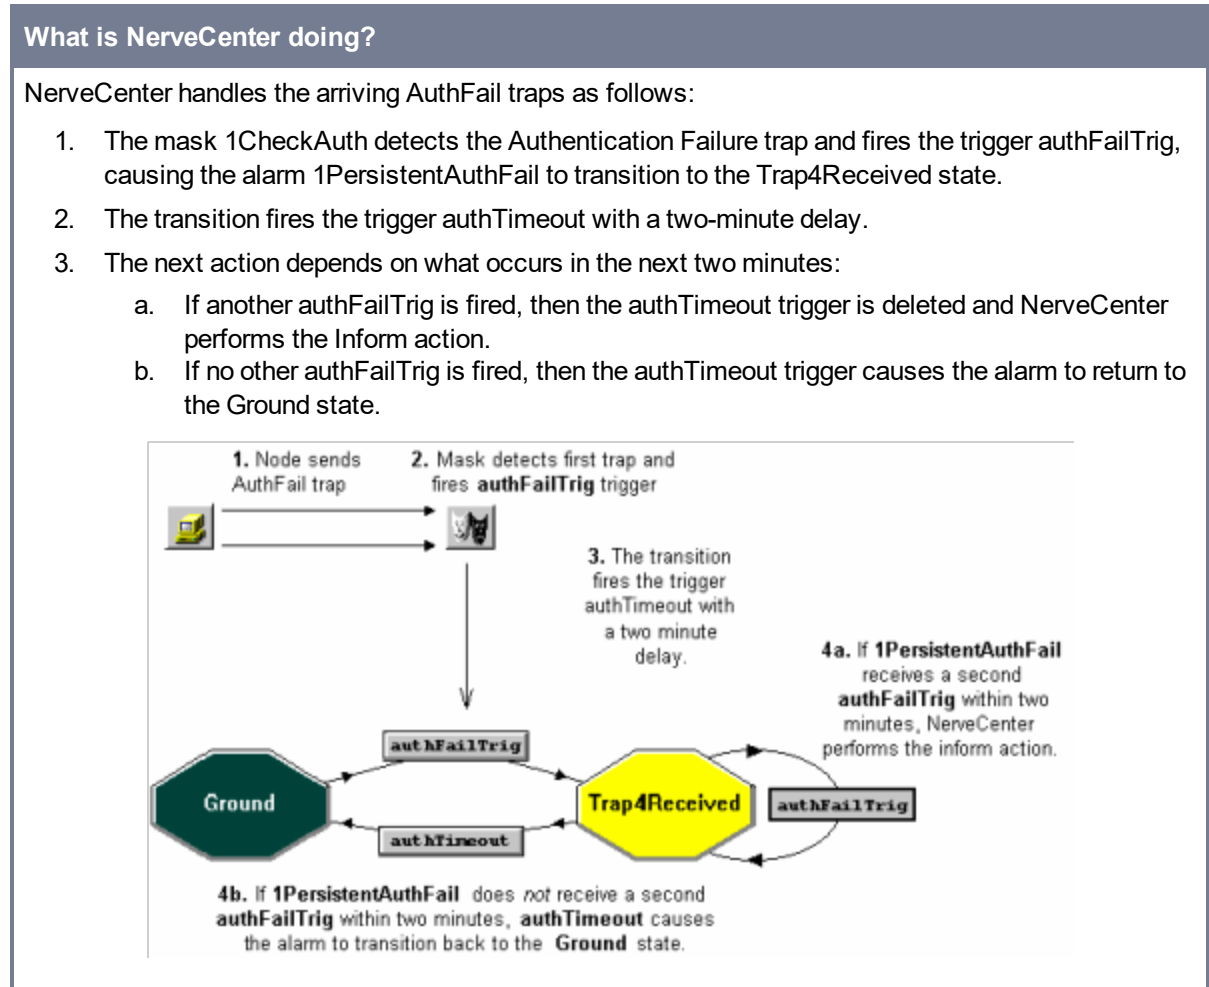 What is NerveCenter doing?
NerveCenter handles the arriving AuthFail traps as follows:
1. The mask 1CheckAuth detects the Authentication Failure trap and fires the trigger authFailTrig,
causing the alarm 1PersistentAuthFail to transition to the Trap4Received state.
2. The transition fires the trigger authTimeout with a two-minute delay.
3. The next action depends on what occurs in the next two minutes:
a. If another authFailTrig is fired, then the authTimeout trigger is deleted and NerveCenter
performs the Inform action.
b. If no other authFailTrig is fired, then the authTimeout trigger causes the alarm to return to
the Ground state.
1. Node sends
AuthFail trap
2. Mask detects first trap and
fires authFailTrig trigger
3. The transition
fires the trigger
authTimeout with
a two minute
delay.
4a. If 1PersistentAuthFail
receives a second
authFailTrig within two
minutes, NerveCenter
performs the inform action.
authFailTrig
Ground
Trap4Received
authFailTrig
authTimeout
4b. If 1PersistentAuthFail does not receive a second
authFailTrig within two minutes, authTimeout causes
the alarm to transition back to the Ground state.